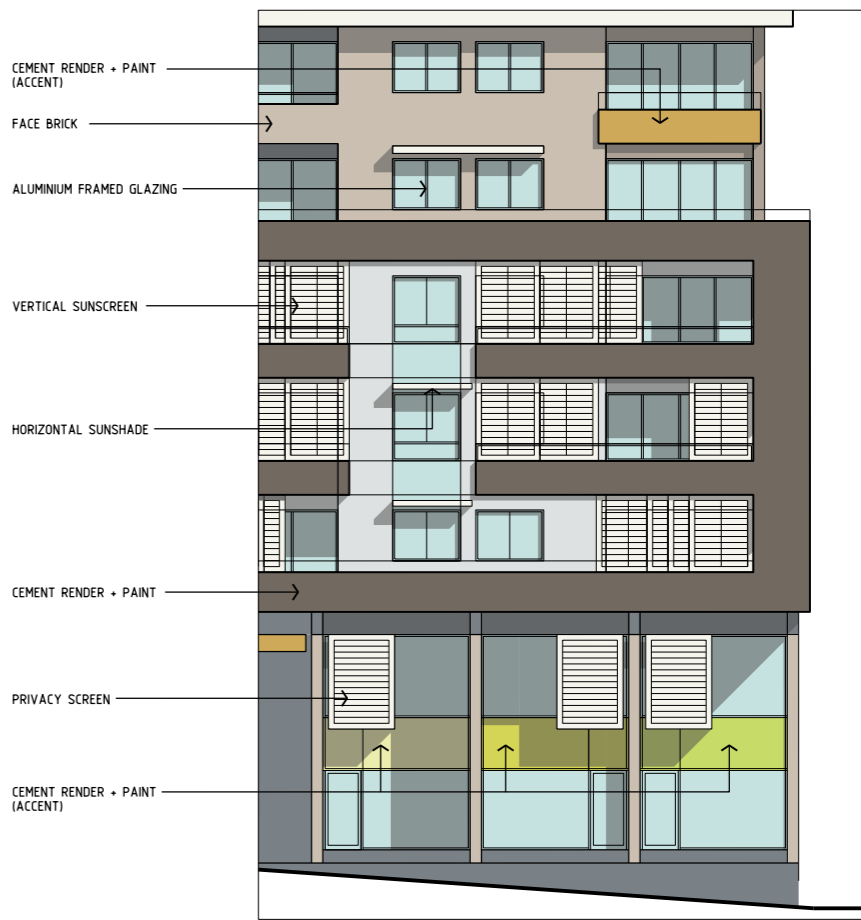 CEMENT RENDER + PAINT
(ACCENT)
FACE BRICK
ALUMINIUM FRAMED GLAZING
VERTICAL SUNSCREEN
HORIZONTAL SUNSHADE
CEMENT RENDER + PAINT
PRIVACY SCREEN
CEMENT RENDER + PAINT
(ACCENT)